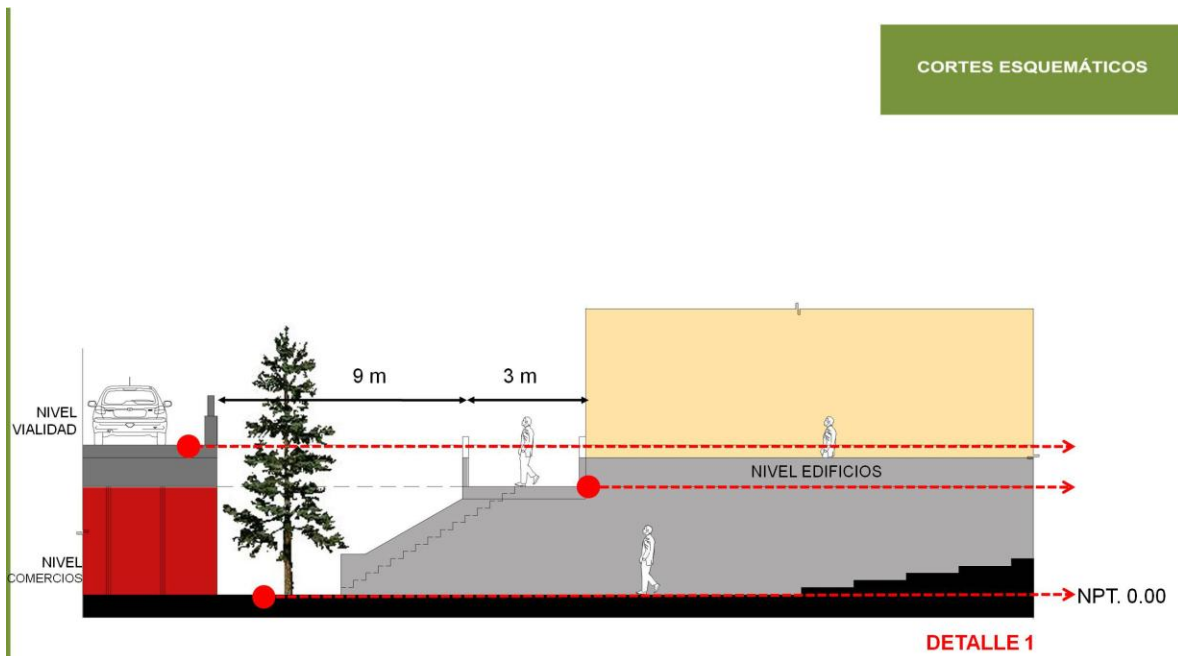 CORTES ESQUEMÁTICOS
9 m
3 m
NIVEL
VIALIDAD
NIVEL EDIFICIOS
NIVEL
COMERCIOS
NPT. 0.00
DETALLE 1